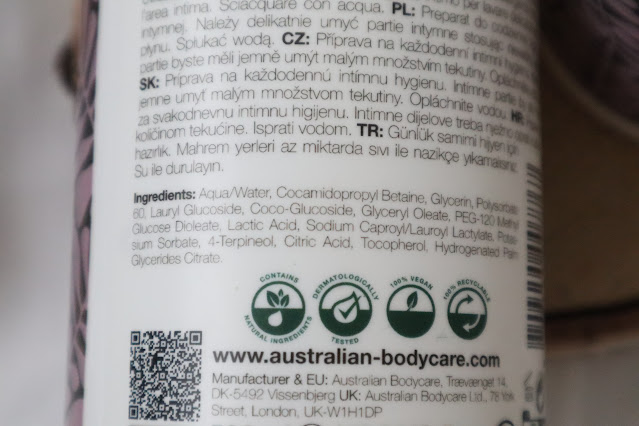 l'area intima. Sciacquare con acqua. PL: Preparat do codzien
intymnej. Należy delikatnie umyć partie intymne stosując
płynu. Spłukać wodą. CZ: Příprava na každodenní intimní
partie byste měli jemně umýt malým množstvím tekutiny. Opláchn
SK: Príprava na každodennú intímnu hygienu. Intímne partie by
jemne umyť malým množstvom tekutiny. Opláchnite vodou. HR:
za svakodnevnu intimnu higijenu. Intimne dijelove treba nježno
količinom tekućine. Isprati vodom. TR: Günlük samimi hijyen için
hazırlık. Mahrem yerleri az miktarda sıvı ile nazikçe yıkamalısınız.
Su ile durulayın.
Ingredients: Aqua/Water, Cocamidopropyl Betaine, Glycerin, Polysorbate
60, Lauryl Glucoside, Coco-Glucoside, Glyceryl Oleate, PEG-120 Methyl
Glucose Dioleate, Lactic Acid, Sodium Caproyl/Lauroyl Lactylate, Potas-
sium Sorbate, 4-Terpineol, Citric Acid, Tocopherol, Hydrogenated Palm
Glycerides Citrate.
CONTAINS NATURAL INGREDIENTS
DERMATOLOGICALLY TESTED
100% VEGAN
100% RECYCLABLE
www.australian-bodycare.com
Manufacturer & EU: Australian Bodycare, Trævænget 14,
DK-5492 Vissenbjerg UK: Australian Bodycare Ltd., 78 York
Street, London, UK-W1H1DP